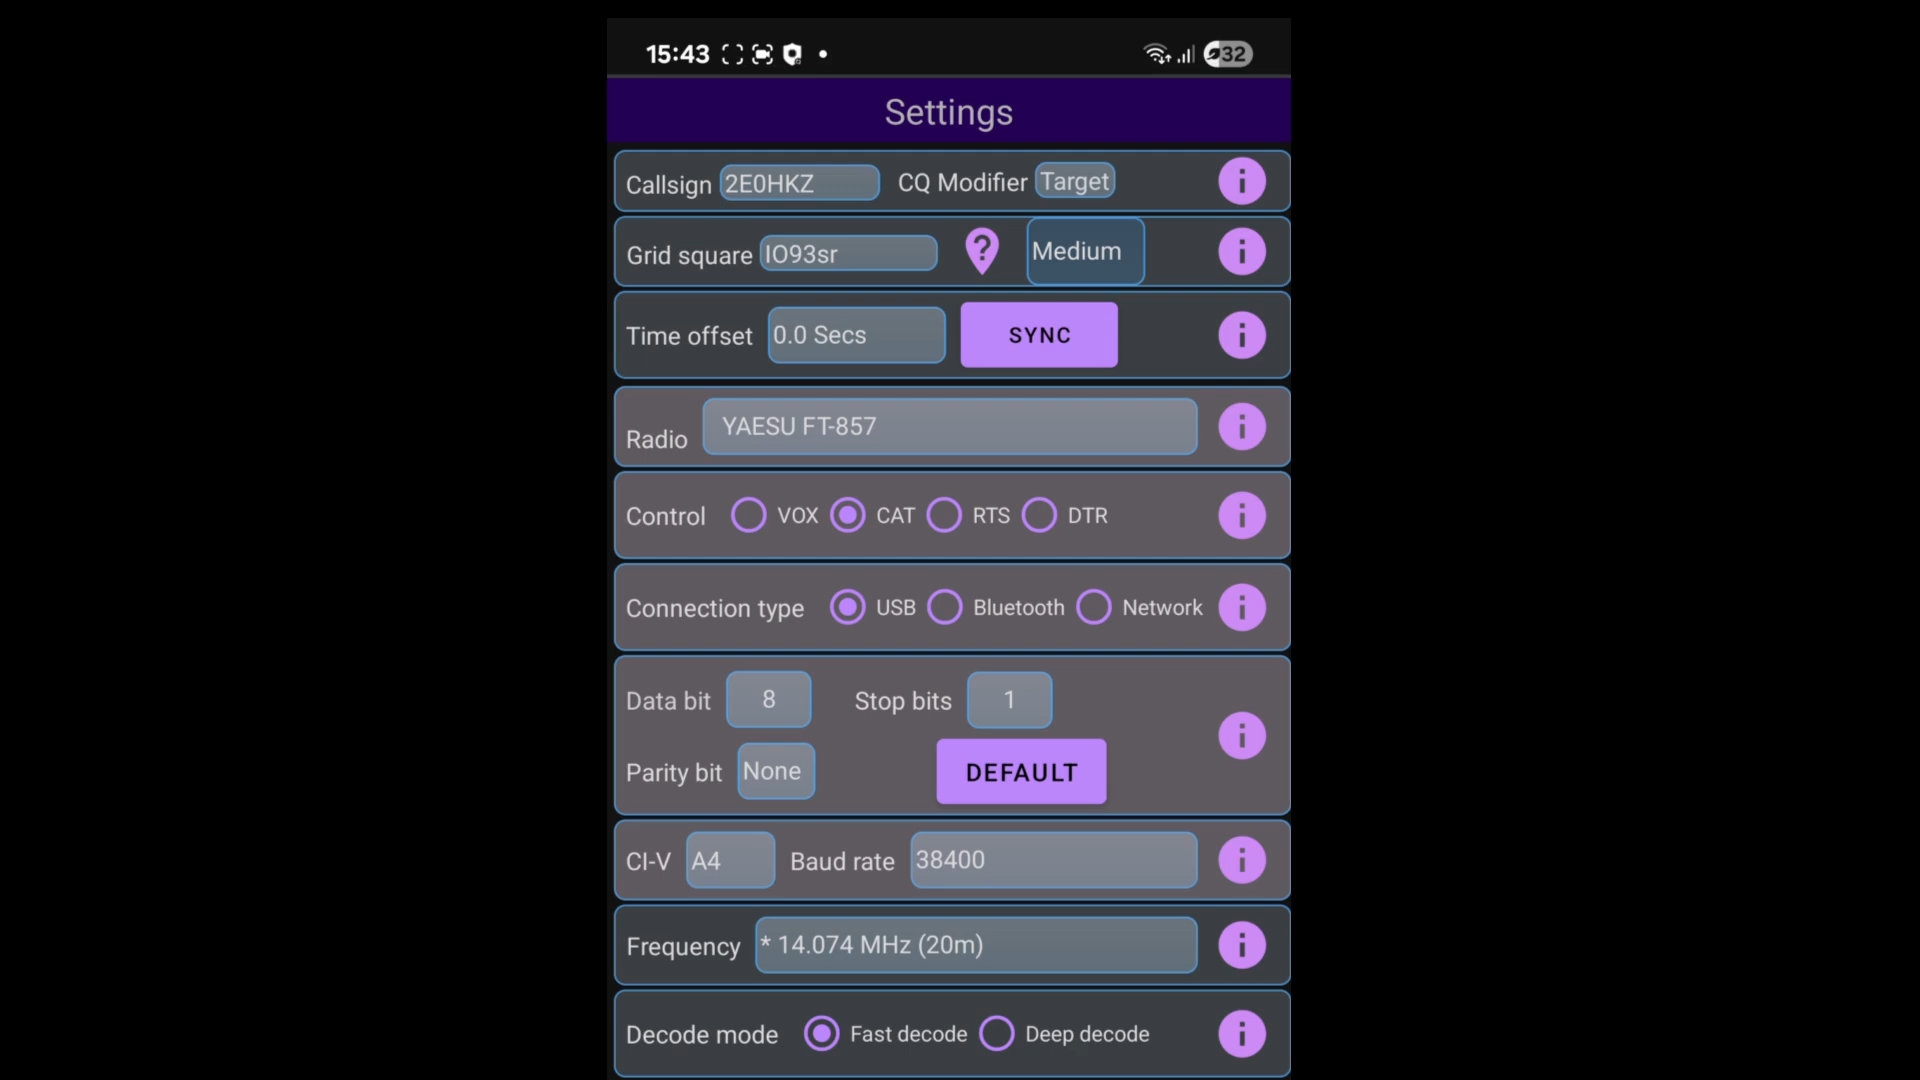 15:43 32
Settings
Callsign 2E0HKZ CQ Modifier Target
Grid square IO93sr Medium
Time offset 0.0 Secs SYNC
Radio YAESU FT-857
Control VOX CAT RTS DTR
Connection type USB Bluetooth Network
Data bit 8 Stop bits 1
Parity bit None DEFAULT
CI-V A4 Baud rate 38400
Frequency * 14.074 MHz (20m)
Decode mode Fast decode Deep decode